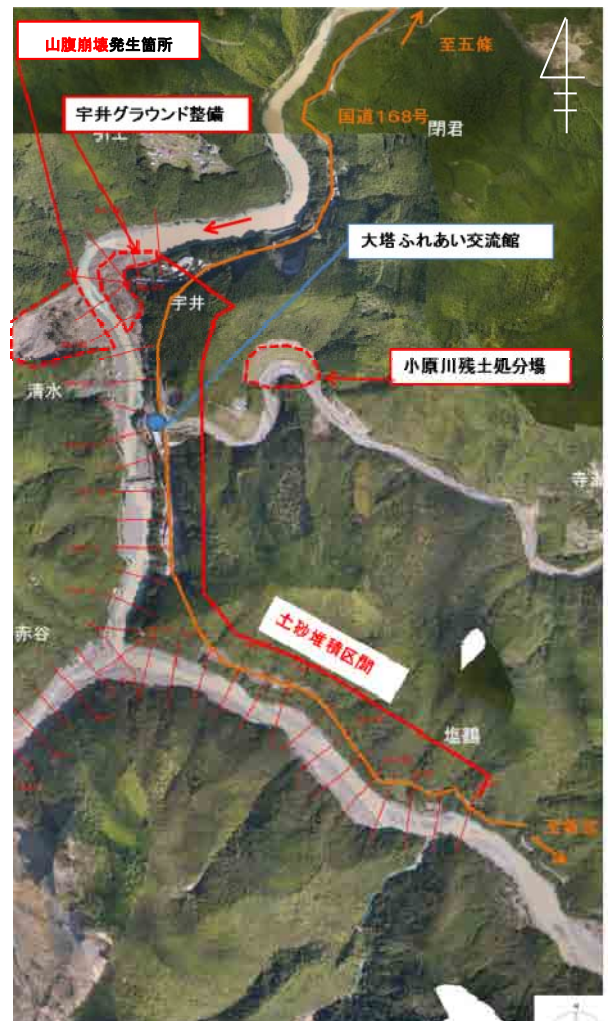 山腹崩壊発生箇所
至五條
宇井グラウンド整備
国道168号
閉君
引土
大塔ふれあい交流館
宇井
小原川残土処分場
清水
赤谷
土砂堆積区間
塩鶴